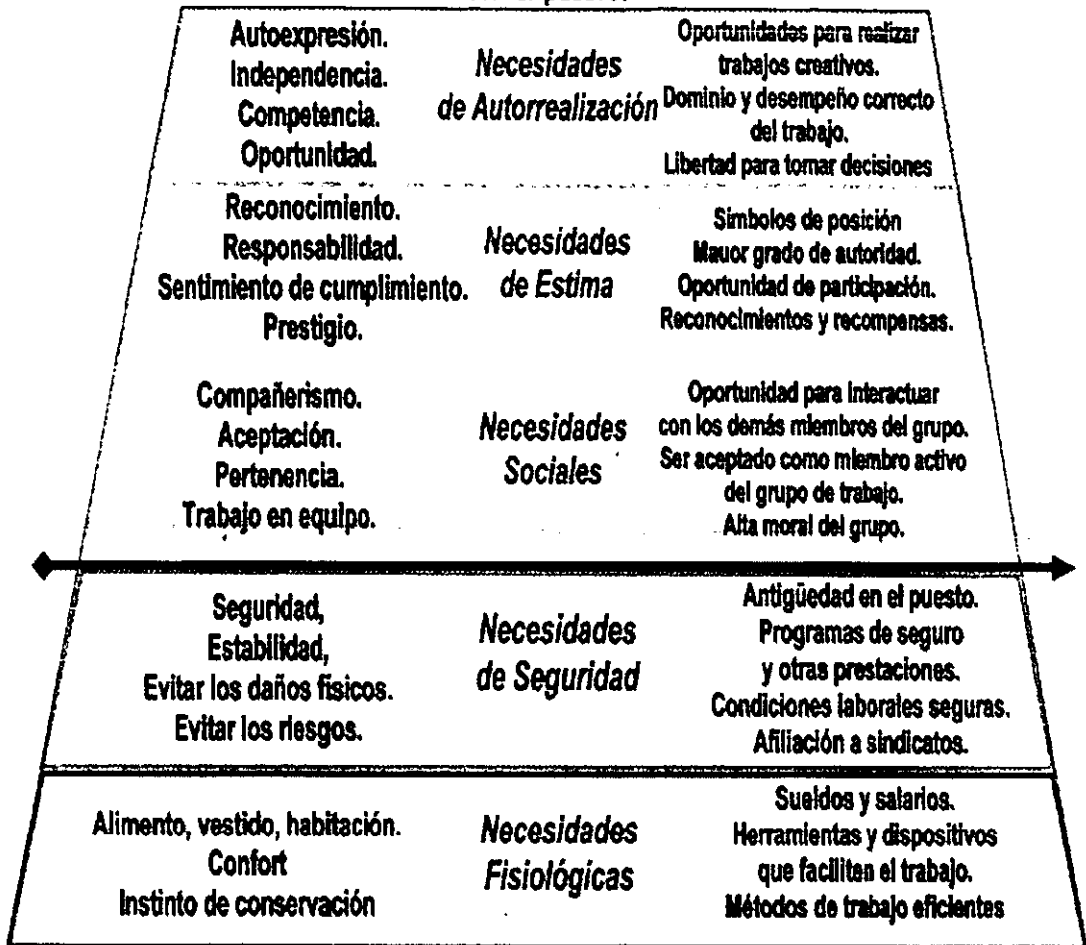 Autoexpresión.
Independencia.
Competencia.
Oportunidad.
Necesidades
de Autorrealización
Oportunidades para realizar
trabajos creativos.
Dominio y desempeño correcto
del trabajo.
Libertad para tomar decisiones
Reconocimiento.
Responsabilidad.
Sentimiento de cumplimiento.
Prestigio.
Necesidades
de Estima
Simbolos de posición
Mauor grado de autoridad.
Oportunidad de participación.
Reconocimientos y recompensas.
Compañerismo.
Aceptación.
Pertenencia.
Trabajo en equipo.
Necesidades
Sociales
Oportunidad para interactuar
con los demás miembros del grupo.
Ser aceptado como miembro activo
del grupo de trabajo.
Alta moral del grupo.
Seguridad,
Estabilidad,
Evitar los daños físicos.
Evitar los riesgos.
Necesidades
de Seguridad
Antigüedad en el puesto.
Programas de seguro
y otras prestaciones.
Condiciones laborales seguras.
Afiliación a sindicatos.
Alimento, vestido, habitación.
Confort
Instinto de conservación
Necesidades
Fisiológicas
Sueldos y salarios.
Herramientas y dispositivos
que faciliten el trabajo.
Métodos de trabajo eficientes